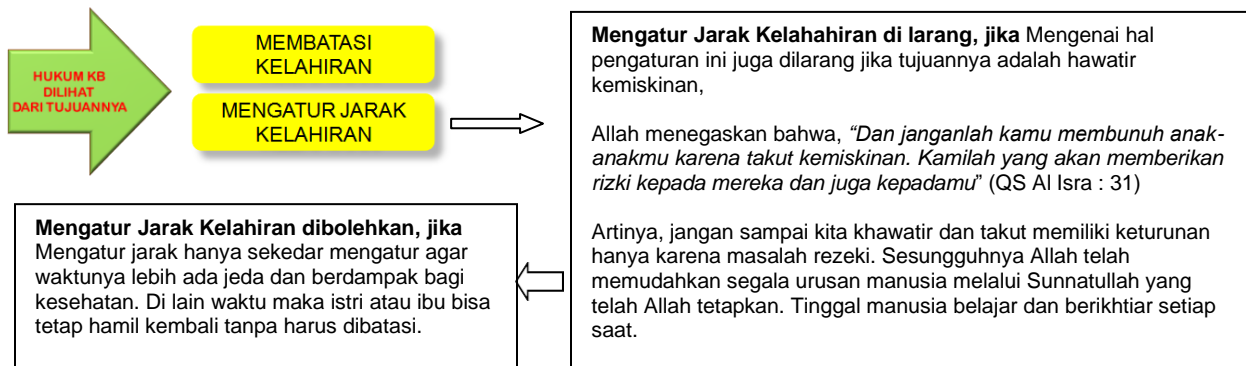 HUKUM KB
DILIHAT
DARI TUJUANNYA
MEMBATASI
KELAHIRAN
MENGATUR JARAK
KELAHIRAN
Mengatur Jarak Kelahahiran di larang, jika Mengenai hal
pengaturan ini juga dilarang jika tujuannya adalah hawatir
kemiskinan,
Allah menegaskan bahwa, “Dan janganlah kamu membunuh anak-
anakmu karena takut kemiskinan. Kamilah yang akan memberikan
rizki kepada mereka dan juga kepadamu” (QS Al Isra : 31)
Artinya, jangan sampai kita khawatir dan takut memiliki keturunan
hanya karena masalah rezeki. Sesungguhnya Allah telah
memudahkan segala urusan manusia melalui Sunnatullah yang
telah Allah tetapkan. Tinggal manusia belajar dan berikhtiar setiap
saat.
Mengatur Jarak Kelahiran dibolehkan, jika
Mengatur jarak hanya sekedar mengatur agar
waktunya lebih ada jeda dan berdampak bagi
kesehatan. Di lain waktu maka istri atau ibu bisa
tetap hamil kembali tanpa harus dibatasi.